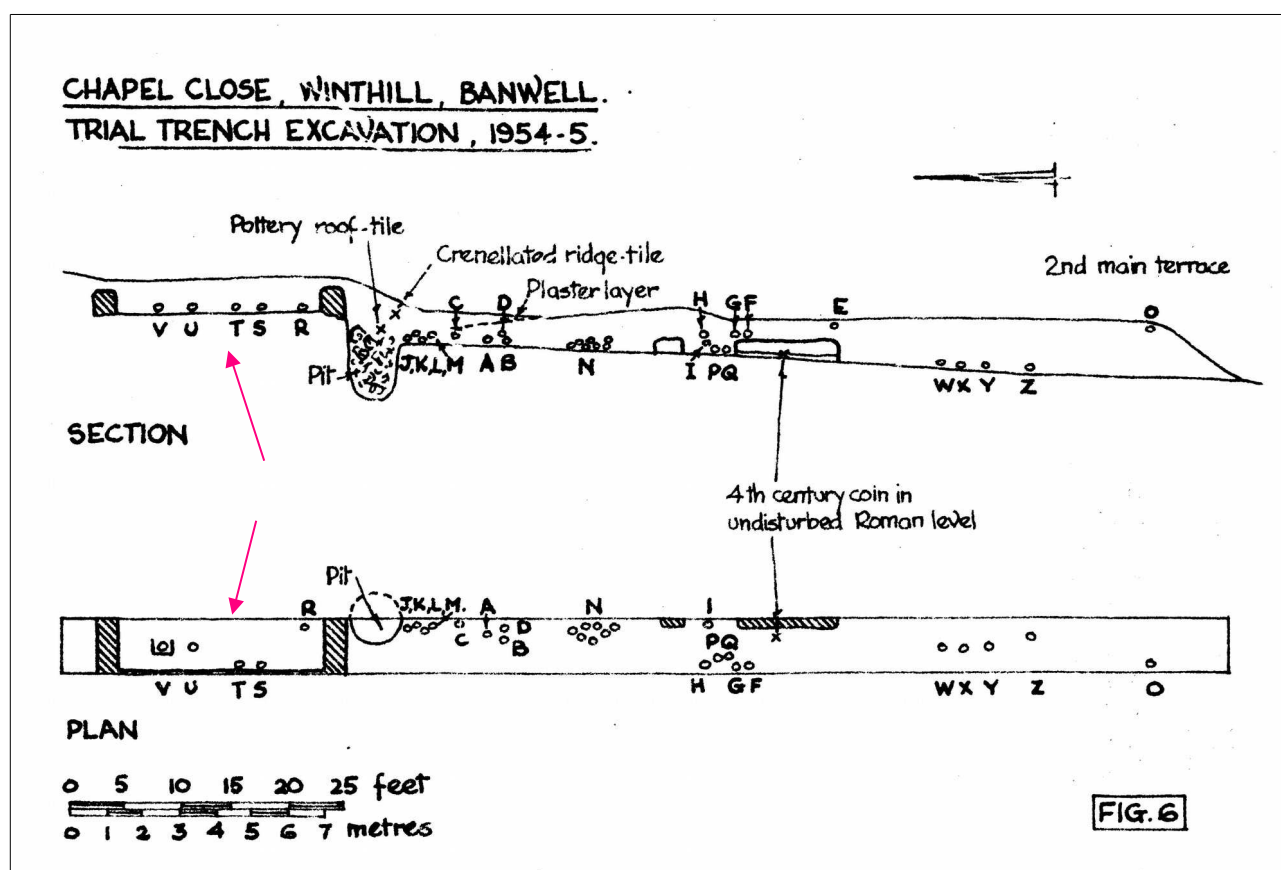 CHAPEL CLOSE, WINTHILL, BANWELL.
TRIAL TRENCH EXCAVATION, 1954-5.
Pottery roof-tile
Crenellated ridge-tile
Plaster layer
2nd main terrace
C D H G F E O
V U T S R
Pit
J,K,L,M A B N I P Q
W X Y Z
SECTION
4th century coin in
undisturbed Roman level
Pit
R J,K,L,M. A N I
C D B P Q
V U T S H G F W X Y Z O
PLAN
0 5 10 15 20 25 feet
0 1 2 3 4 5 6 7 metres
FIG. 6